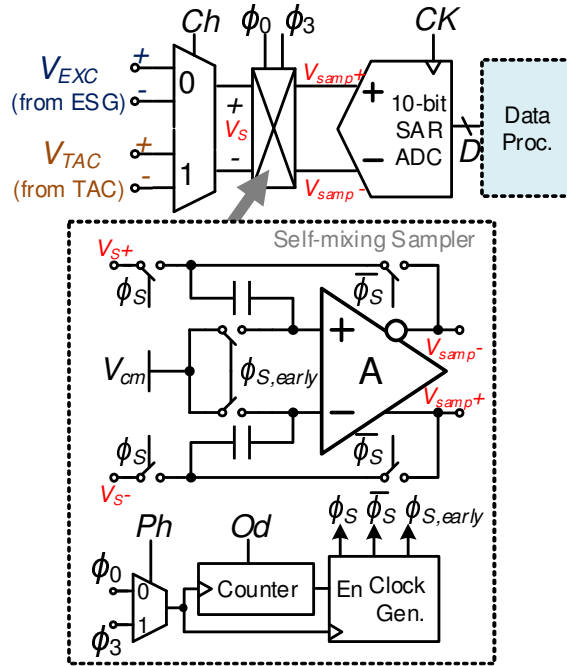 Ch ϕ0 ϕ3 CK
+ VEXC - (from ESG)
0
+ VTAC - (from TAC)
1
+ VS -
Vsamp+
Vsamp-
+ 10-bit
SAR
- ADC
D
Data
Proc.
Self-mixing Sampler
VS+
ϕS
ϕ̅S
+
Vsamp-
Vcm
ϕS,early
A
Vsamp+
-
ϕS
ϕ̅S
VS-
ϕS ϕ̅S ϕS,early
Ph Od
ϕ0 0
Counter
En Clock
Gen.
ϕ3 1